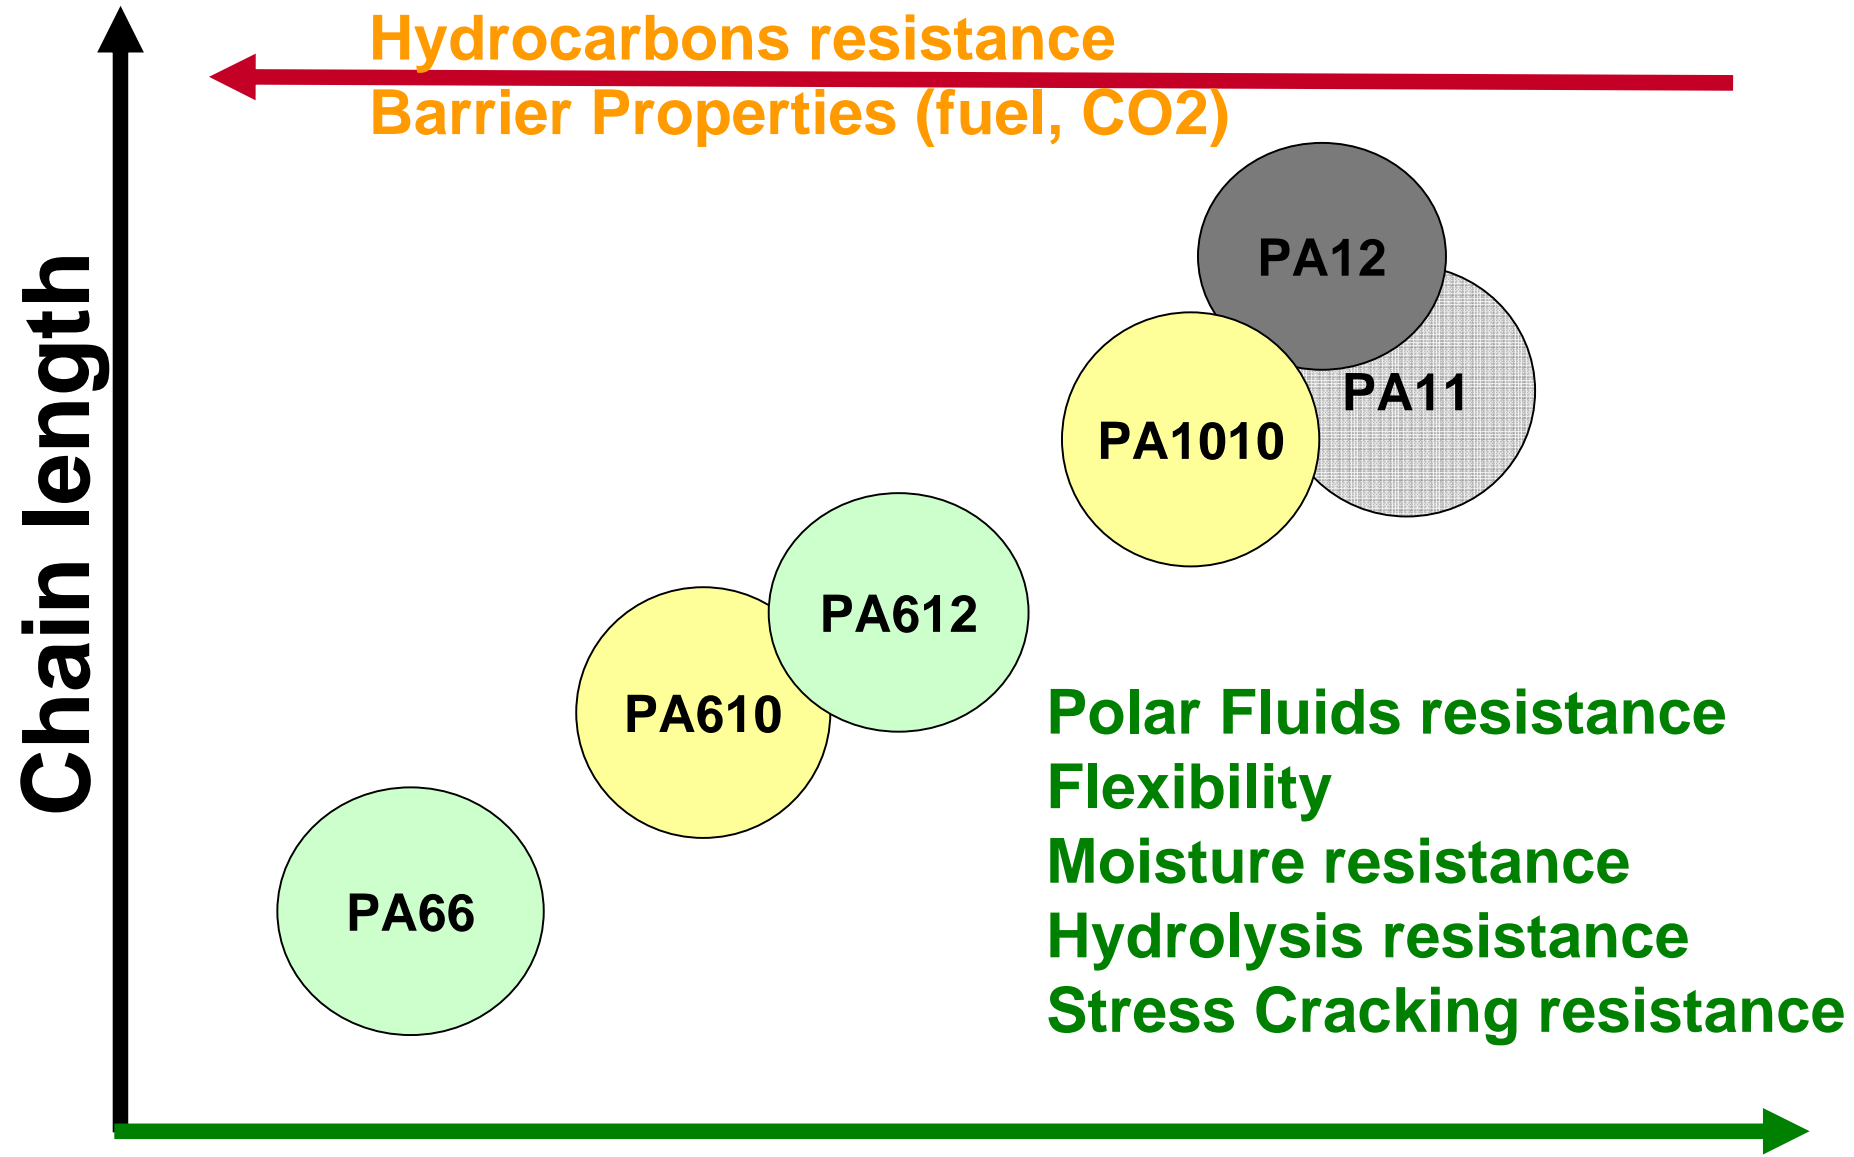 Hydrocarbons resistance
Barrier Properties (fuel, CO2)
Chain length
PA12
PA11
PA1010
PA612
PA610
PA66
Polar Fluids resistance
Flexibility
Moisture resistance
Hydrolysis resistance
Stress Cracking resistance